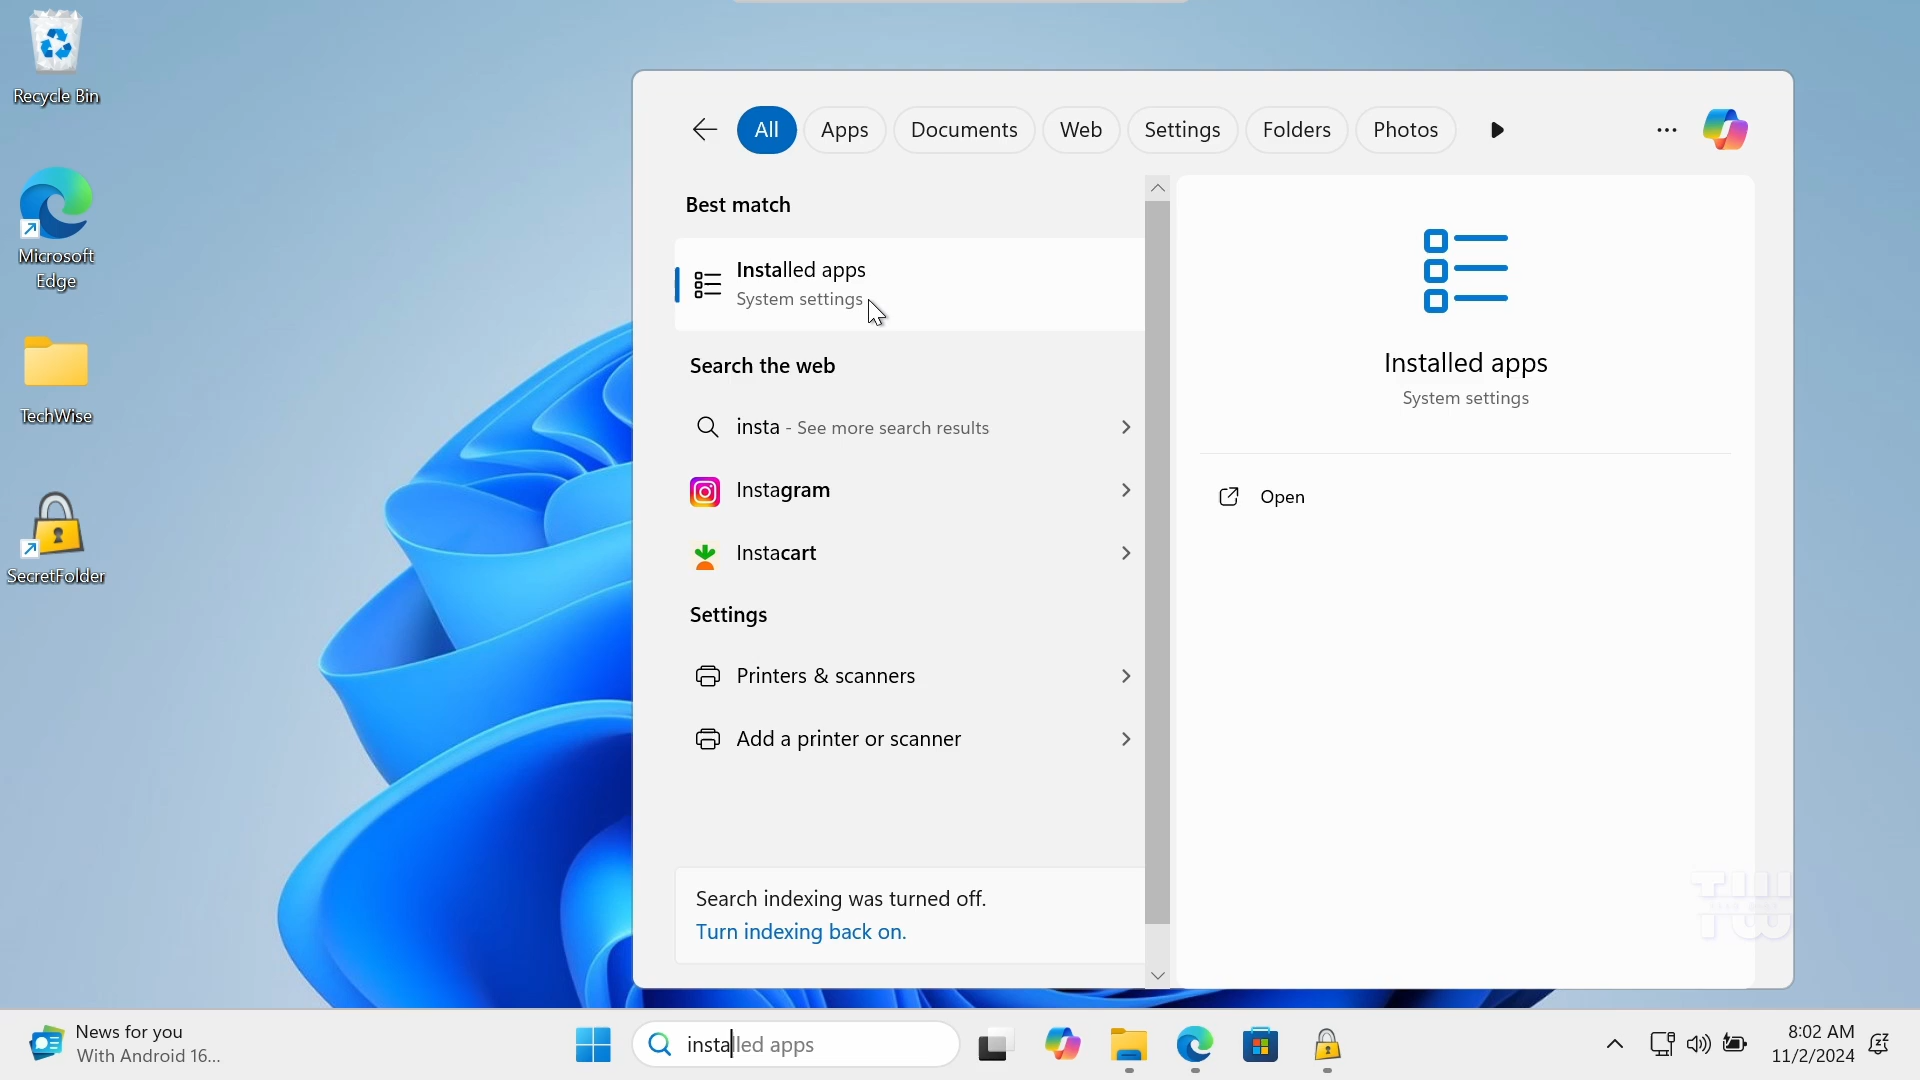 Recycle Bin
Microsoft
Edge
TechWise
SecretFolder
All
Apps
Documents
Web
Settings
Folders
Photos
Best match
Installed apps
System settings
Search the web
insta - See more search results
Instagram
Instacart
Settings
Printers & scanners
Add a printer or scanner
Search indexing was turned off.
Turn indexing back on.
Installed apps
System settings
Open
TW
News for you
With Android 16...
installed apps
8:02 AM
11/2/2024